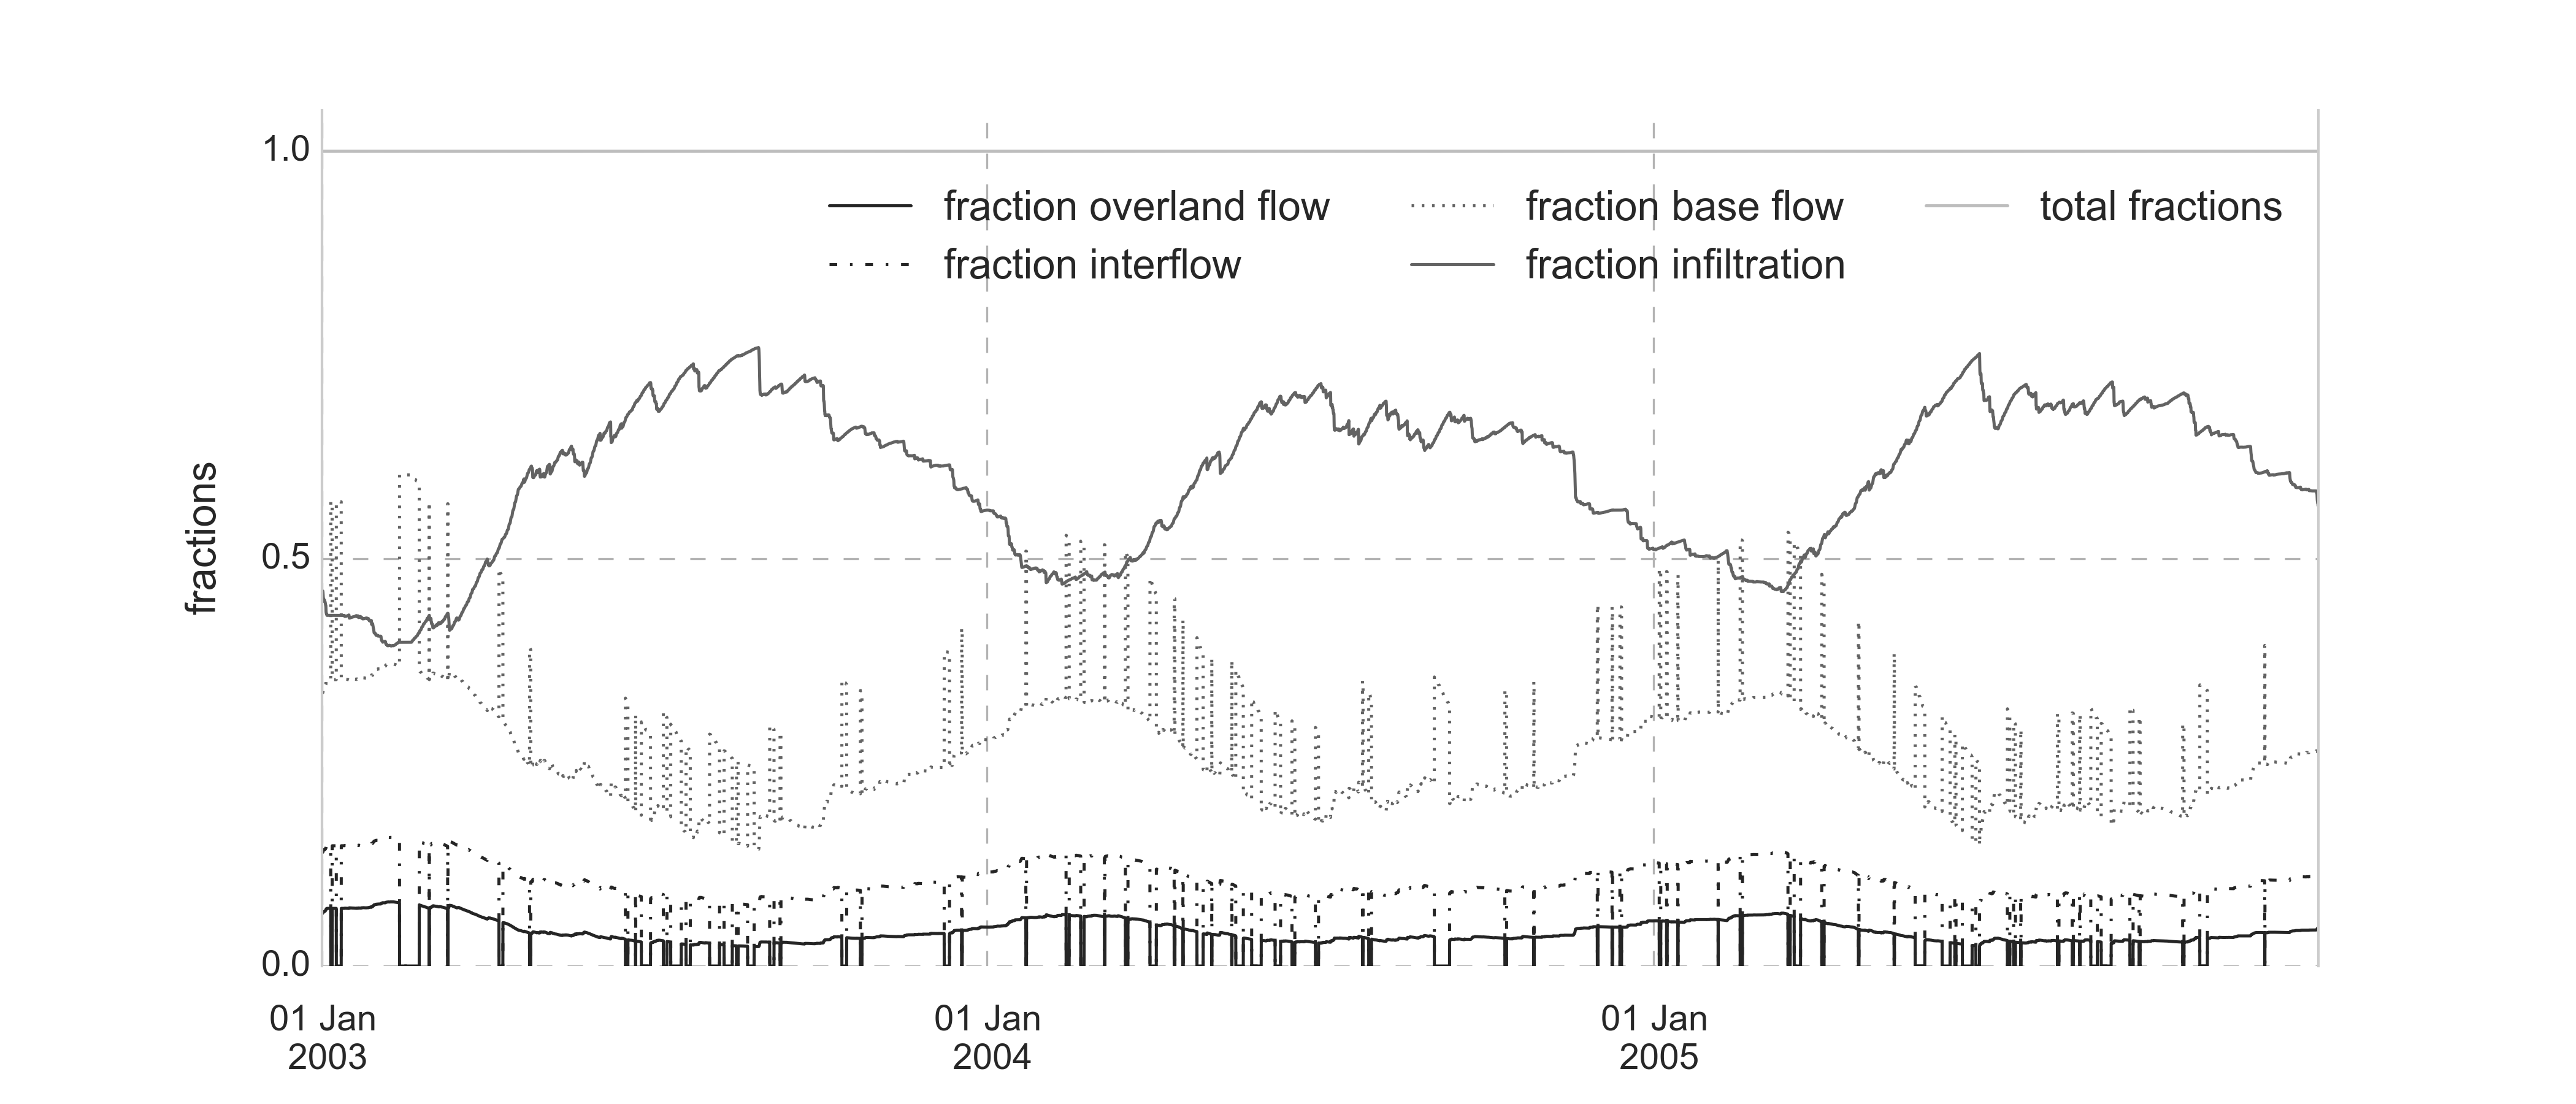 1.0
fraction overland flow
fraction base flow
total fractions
fraction interflow
fraction infiltration
fractions
0.5
0.0
01 Jan
2003
01 Jan
2004
01 Jan
2005